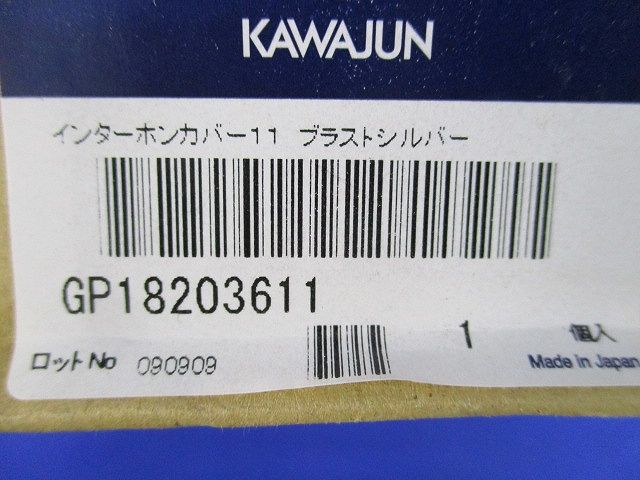 KAWAJUN
インターホンカバー11 ブラストシルバー
GP18203611
1 個入
ロットNo 090909
Made in Japan